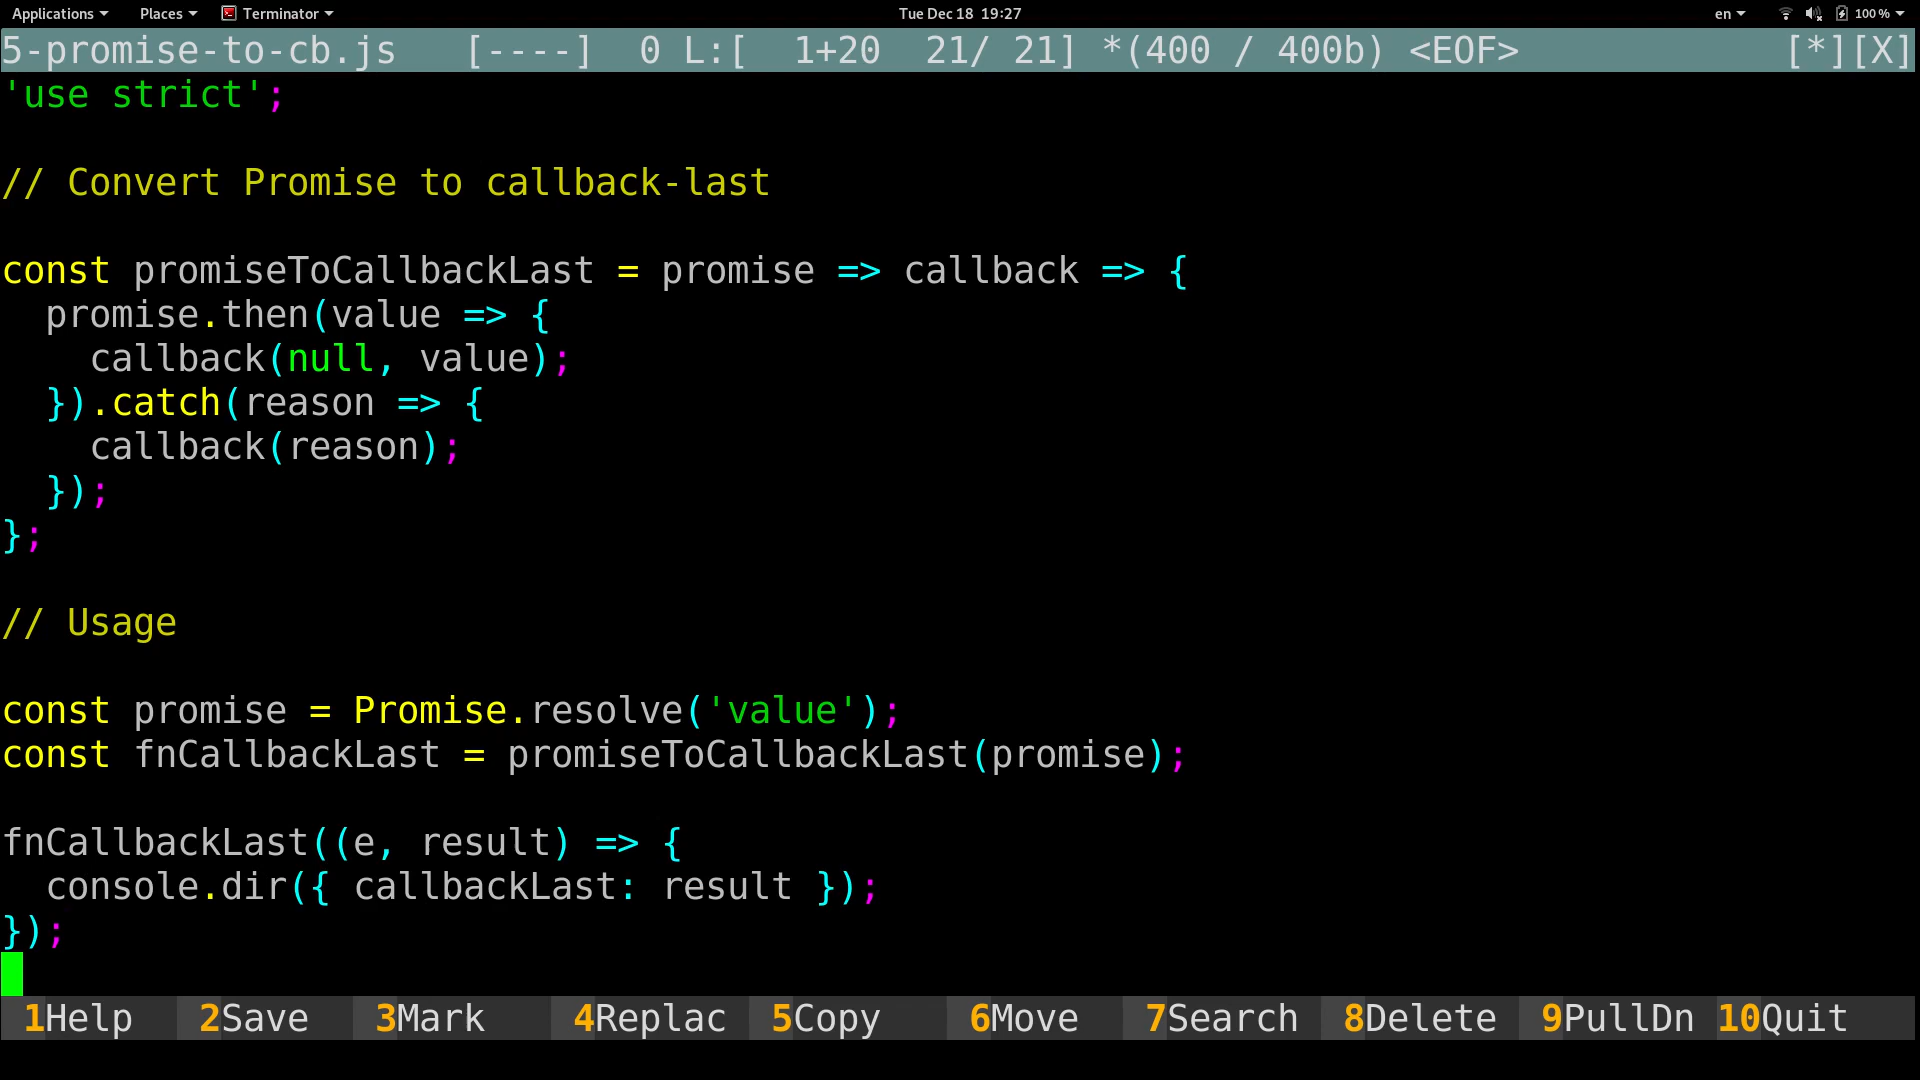 Applications Places Terminator Tue Dec 18 19:27 en 100 %
5-promise-to-cb.js [----] 0 L:[ 1+20 21/ 21] *(400 / 400b) <EOF> [*][X]
'use strict';
// Convert Promise to callback-last
const promiseToCallbackLast = promise => callback => {
  promise.then(value => {
    callback(null, value);
  }).catch(reason => {
    callback(reason);
  });
};
// Usage
const promise = Promise.resolve('value');
const fnCallbackLast = promiseToCallbackLast(promise);
fnCallbackLast((e, result) => {
  console.dir({ callbackLast: result });
});
1Help 2Save 3Mark 4Replac 5Copy 6Move 7Search 8Delete 9PullDn 10Quit